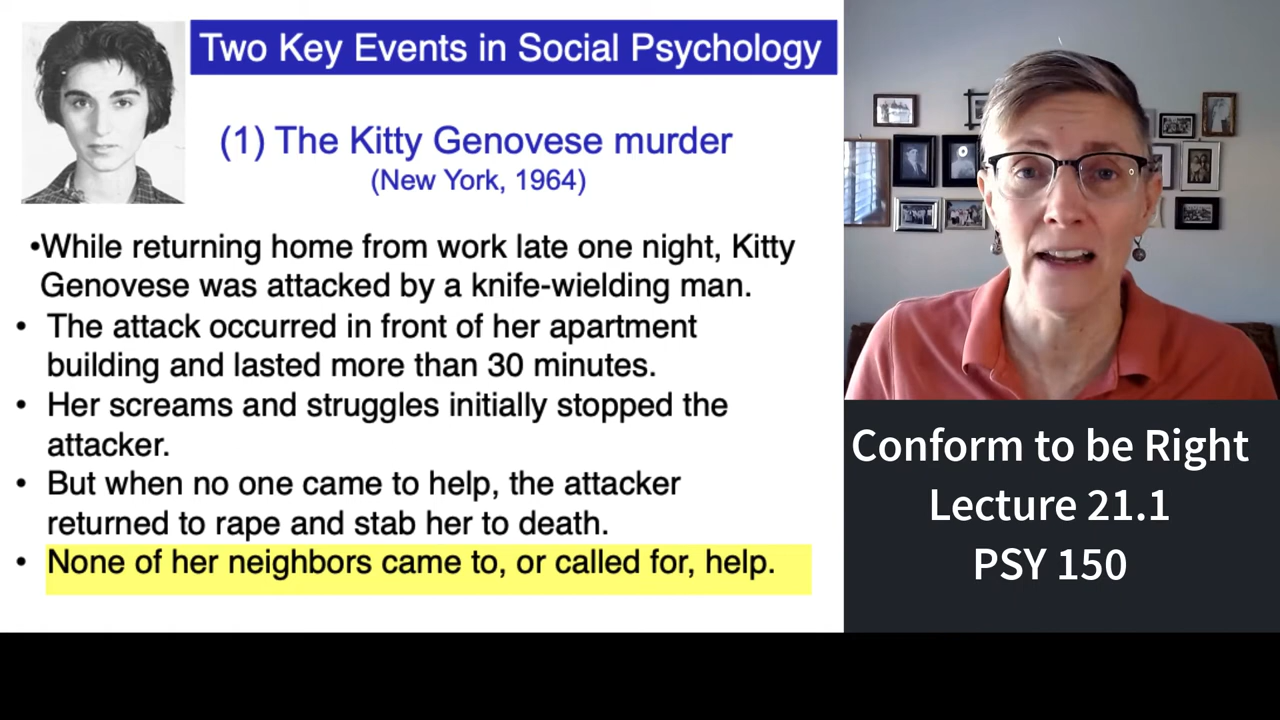 Two Key Events in Social Psychology
(1) The Kitty Genovese murder
(New York, 1964)
•While returning home from work late one night, Kitty
Genovese was attacked by a knife-wielding man.
• The attack occurred in front of her apartment
building and lasted more than 30 minutes.
• Her screams and struggles initially stopped the
attacker.
• But when no one came to help, the attacker
returned to rape and stab her to death.
• None of her neighbors came to, or called for, help.
Conform to be Right
Lecture 21.1
PSY 150